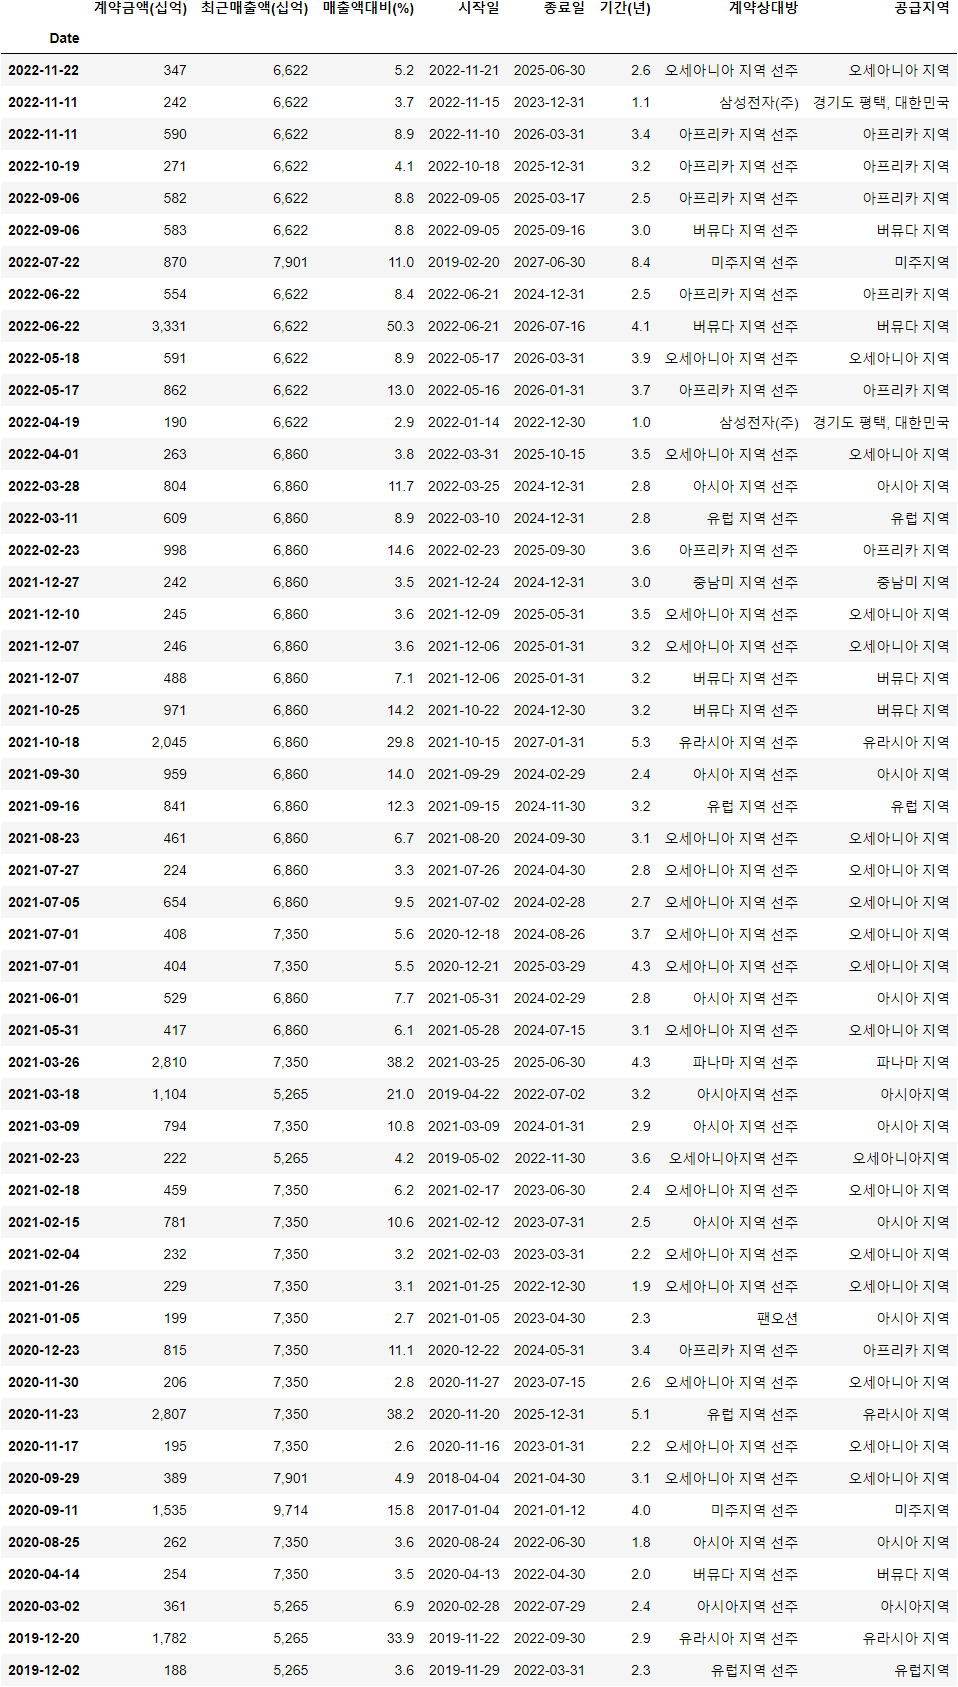 계약금액(십억) 최근매출액(십억) 매출액대비(%) 시작일 종료일 기간(년) 계약상대방 공급지역
Date
2022-11-22 347 6,622 5.2 2022-11-21 2025-06-30 2.6 오세아니아 지역 선주 오세아니아 지역
2022-11-11 242 6,622 3.7 2022-11-15 2023-12-31 1.1 삼성전자(주) 경기도 평택, 대한민국
2022-11-11 590 6,622 8.9 2022-11-10 2026-03-31 3.4 아프리카 지역 선주 아프리카 지역
2022-10-19 271 6,622 4.1 2022-10-18 2025-12-31 3.2 아프리카 지역 선주 아프리카 지역
2022-09-06 582 6,622 8.8 2022-09-05 2025-03-17 2.5 아프리카 지역 선주 아프리카 지역
2022-09-06 583 6,622 8.8 2022-09-05 2025-09-16 3.0 버뮤다 지역 선주 버뮤다 지역
2022-07-22 870 7,901 11.0 2019-02-20 2027-06-30 8.4 미주지역 선주 미주지역
2022-06-22 554 6,622 8.4 2022-06-21 2024-12-31 2.5 아프리카 지역 선주 아프리카 지역
2022-06-22 3,331 6,622 50.3 2022-06-21 2026-07-16 4.1 버뮤다 지역 선주 버뮤다 지역
2022-05-18 591 6,622 8.9 2022-05-17 2026-03-31 3.9 오세아니아 지역 선주 오세아니아 지역
2022-05-17 862 6,622 13.0 2022-05-16 2026-01-31 3.7 아프리카 지역 선주 아프리카 지역
2022-04-19 190 6,622 2.9 2022-01-14 2022-12-30 1.0 삼성전자(주) 경기도 평택, 대한민국
2022-04-01 263 6,860 3.8 2022-03-31 2025-10-15 3.5 오세아니아 지역 선주 오세아니아 지역
2022-03-28 804 6,860 11.7 2022-03-25 2024-12-31 2.8 아시아 지역 선주 아시아 지역
2022-03-11 609 6,860 8.9 2022-03-10 2024-12-31 2.8 유럽 지역 선주 유럽 지역
2022-02-23 998 6,860 14.6 2022-02-23 2025-09-30 3.6 아프리카 지역 선주 아프리카 지역
2021-12-27 242 6,860 3.5 2021-12-24 2024-12-31 3.0 중남미 지역 선주 중남미 지역
2021-12-10 245 6,860 3.6 2021-12-09 2025-05-31 3.5 오세아니아 지역 선주 오세아니아 지역
2021-12-07 246 6,860 3.6 2021-12-06 2025-01-31 3.2 오세아니아 지역 선주 오세아니아 지역
2021-12-07 488 6,860 7.1 2021-12-06 2025-01-31 3.2 버뮤다 지역 선주 버뮤다 지역
2021-10-25 971 6,860 14.2 2021-10-22 2024-12-30 3.2 버뮤다 지역 선주 버뮤다 지역
2021-10-18 2,045 6,860 29.8 2021-10-15 2027-01-31 5.3 유라시아 지역 선주 유라시아 지역
2021-09-30 959 6,860 14.0 2021-09-29 2024-02-29 2.4 아시아 지역 선주 아시아 지역
2021-09-16 841 6,860 12.3 2021-09-15 2024-11-30 3.2 유럽 지역 선주 유럽 지역
2021-08-23 461 6,860 6.7 2021-08-20 2024-09-30 3.1 오세아니아 지역 선주 오세아니아 지역
2021-07-27 224 6,860 3.3 2021-07-26 2024-04-30 2.8 오세아니아 지역 선주 오세아니아 지역
2021-07-05 654 6,860 9.5 2021-07-02 2024-02-28 2.7 오세아니아 지역 선주 오세아니아 지역
2021-07-01 408 7,350 5.6 2020-12-18 2024-08-26 3.7 오세아니아 지역 선주 오세아니아 지역
2021-07-01 404 7,350 5.5 2020-12-21 2025-03-29 4.3 오세아니아 지역 선주 오세아니아 지역
2021-06-01 529 6,860 7.7 2021-05-31 2024-02-29 2.8 아시아 지역 선주 아시아 지역
2021-05-31 417 6,860 6.1 2021-05-28 2024-07-15 3.1 오세아니아 지역 선주 오세아니아 지역
2021-03-26 2,810 7,350 38.2 2021-03-25 2025-06-30 4.3 파나마 지역 선주 파나마 지역
2021-03-18 1,104 5,265 21.0 2019-04-22 2022-07-02 3.2 아시아지역 선주 아시아지역
2021-03-09 794 7,350 10.8 2021-03-09 2024-01-31 2.9 아시아 지역 선주 아시아 지역
2021-02-23 222 5,265 4.2 2019-05-02 2022-11-30 3.6 오세아니아지역 선주 오세아니아지역
2021-02-18 459 7,350 6.2 2021-02-17 2023-06-30 2.4 오세아니아 지역 선주 오세아니아 지역
2021-02-15 781 7,350 10.6 2021-02-12 2023-07-31 2.5 아시아 지역 선주 아시아 지역
2021-02-04 232 7,350 3.2 2021-02-03 2023-03-31 2.2 오세아니아 지역 선주 오세아니아 지역
2021-01-26 229 7,350 3.1 2021-01-25 2022-12-30 1.9 오세아니아 지역 선주 오세아니아 지역
2021-01-05 199 7,350 2.7 2021-01-05 2023-04-30 2.3 팬오션 아시아 지역
2020-12-23 815 7,350 11.1 2020-12-22 2024-05-31 3.4 아프리카 지역 선주 아프리카 지역
2020-11-30 206 7,350 2.8 2020-11-27 2023-07-15 2.6 오세아니아 지역 선주 오세아니아 지역
2020-11-23 2,807 7,350 38.2 2020-11-20 2025-12-31 5.1 유럽 지역 선주 유라시아 지역
2020-11-17 195 7,350 2.6 2020-11-16 2023-01-31 2.2 오세아니아 지역 선주 오세아니아 지역
2020-09-29 389 7,901 4.9 2018-04-04 2021-04-30 3.1 오세아니아 지역 선주 오세아니아 지역
2020-09-11 1,535 9,714 15.8 2017-01-04 2021-01-12 4.0 미주지역 선주 미주지역
2020-08-25 262 7,350 3.6 2020-08-24 2022-06-30 1.8 아시아 지역 선주 아시아 지역
2020-04-14 254 7,350 3.5 2020-04-13 2022-04-30 2.0 버뮤다 지역 선주 버뮤다 지역
2020-03-02 361 5,265 6.9 2020-02-28 2022-07-29 2.4 아시아지역 선주 아시아지역
2019-12-20 1,782 5,265 33.9 2019-11-22 2022-09-30 2.9 유라시아 지역 선주 유라시아 지역
2019-12-02 188 5,265 3.6 2019-11-29 2022-03-31 2.3 유럽지역 선주 유럽지역